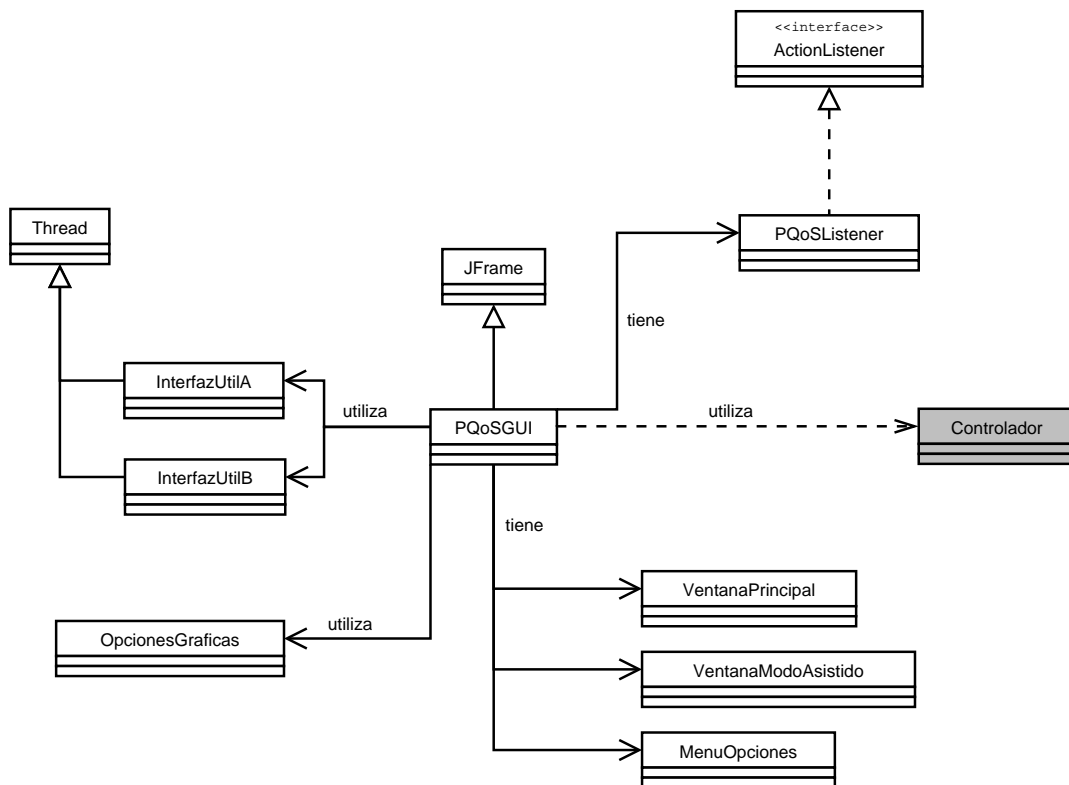 <<interface>>
ActionListener
Thread
PQoSListener
JFrame
tiene
InterfazUtilA
utiliza
PQoSGUI
utiliza
Controlador
InterfazUtilB
tiene
VentanaPrincipal
OpcionesGraficas
utiliza
VentanaModoAsistido
MenuOpciones